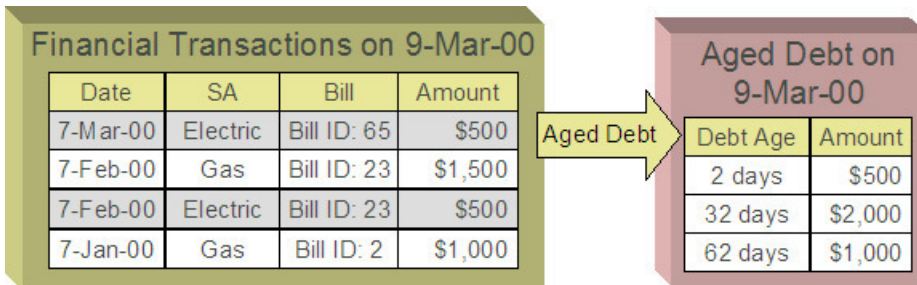 Financial Transactions on 9-Mar-00
Date SA Bill Amount
7-Mar-00 Electric Bill ID: 65 $500
7-Feb-00 Gas Bill ID: 23 $1,500
7-Feb-00 Electric Bill ID: 23 $500
7-Jan-00 Gas Bill ID: 2 $1,000
Aged Debt
Aged Debt on
9-Mar-00
Debt Age Amount
2 days $500
32 days $2,000
62 days $1,000